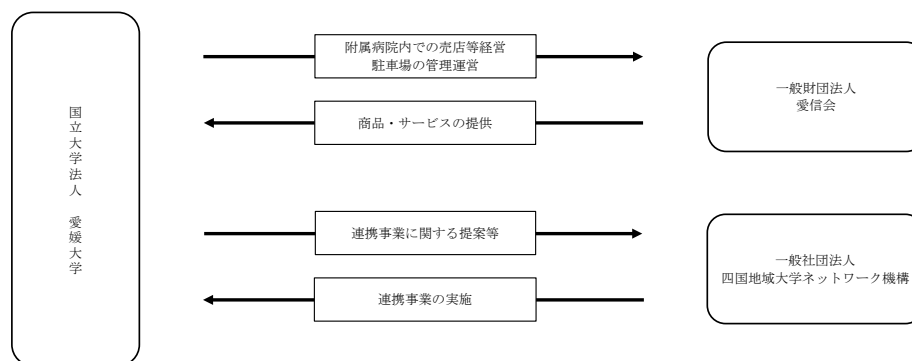 国立大学法人　愛媛大学
附属病院内での売店等経営
駐車場の管理運営
商品・サービスの提供
一般財団法人
愛信会
連携事業に関する提案等
連携事業の実施
一般社団法人
四国地域大学ネットワーク機構